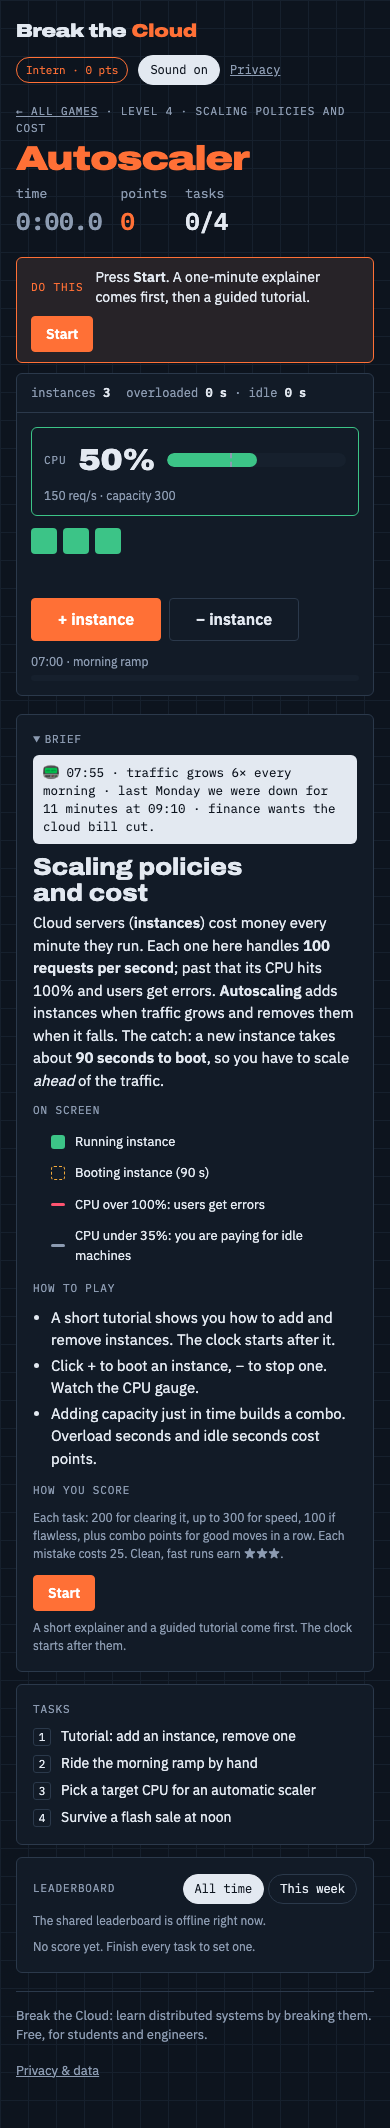 Break the Cloud
Intern · 0 pts
Sound on
Privacy
← ALL GAMES · LEVEL 4 · SCALING POLICIES AND
COST
Autoscaler
time points tasks
0:00.0 0 0/4
DO THIS
Press Start. A one-minute explainer
comes first, then a guided tutorial.
Start
instances 3 overloaded 0 s · idle 0 s
CPU 50%
150 req/s · capacity 300
+ instance
− instance
07:00 · morning ramp
▼ BRIEF
07:55 · traffic grows 6× every
morning · last Monday we were down for
11 minutes at 09:10 · finance wants the
cloud bill cut.
Scaling policies
and cost
Cloud servers (instances) cost money every
minute they run. Each one here handles 100
requests per second; past that its CPU hits
100% and users get errors. Autoscaling adds
instances when traffic grows and removes them
when it falls. The catch: a new instance takes
about 90 seconds to boot, so you have to scale
ahead of the traffic.
ON SCREEN
Running instance
Booting instance (90 s)
CPU over 100%: users get errors
CPU under 35%: you are paying for idle
machines
HOW TO PLAY
• A short tutorial shows you how to add and
remove instances. The clock starts after it.
• Click + to boot an instance, − to stop one.
Watch the CPU gauge.
• Adding capacity just in time builds a combo.
Overload seconds and idle seconds cost
points.
HOW YOU SCORE
Each task: 200 for clearing it, up to 300 for speed, 100 if
flawless, plus combo points for good moves in a row. Each
mistake costs 25. Clean, fast runs earn ★★★.
Start
A short explainer and a guided tutorial come first. The clock
starts after them.
TASKS
1 Tutorial: add an instance, remove one
2 Ride the morning ramp by hand
3 Pick a target CPU for an automatic scaler
4 Survive a flash sale at noon
LEADERBOARD
All time
This week
The shared leaderboard is offline right now.
No score yet. Finish every task to set one.
Break the Cloud: learn distributed systems by breaking them.
Free, for students and engineers.
Privacy & data